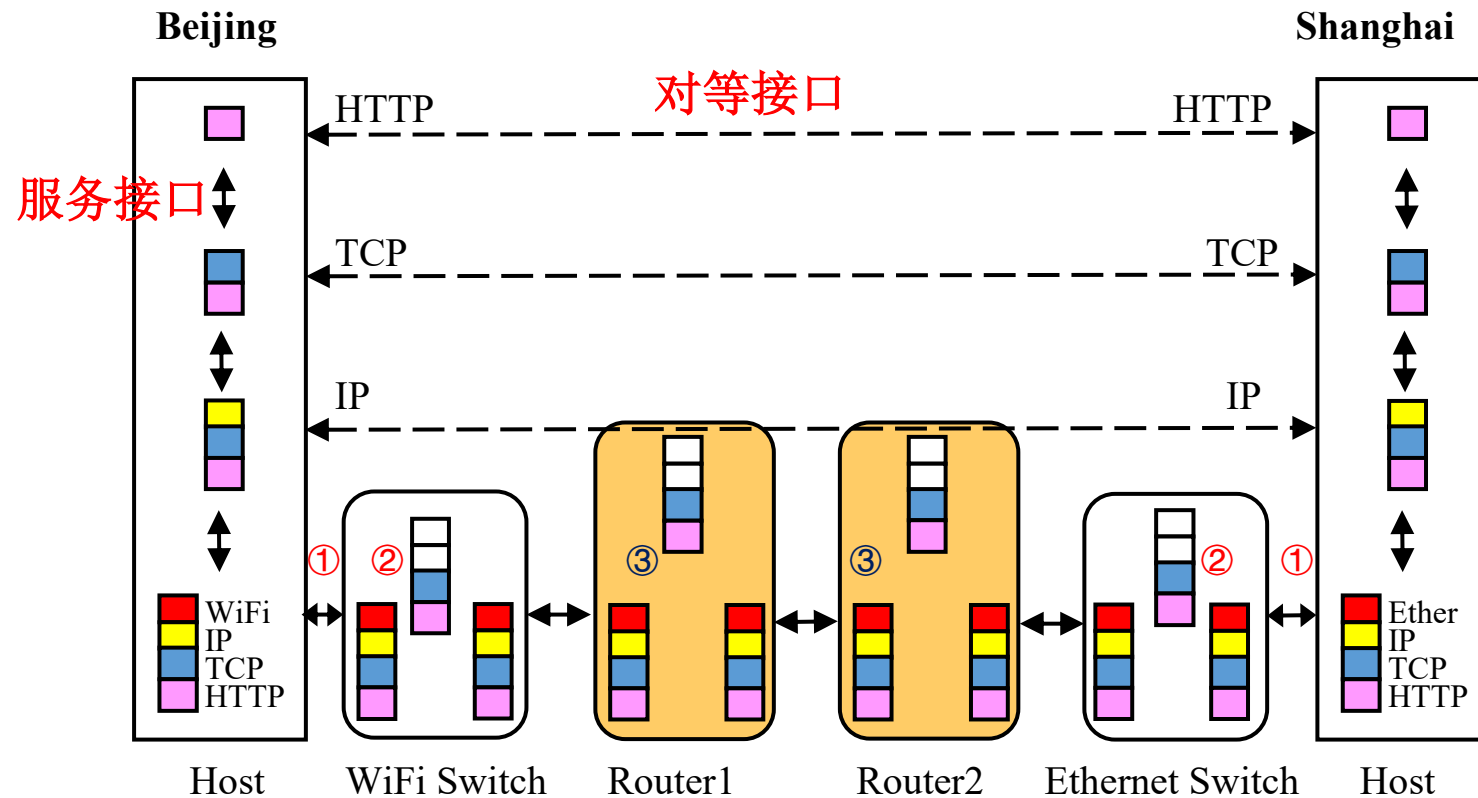 Beijing
Shanghai
HTTP
对等接口
HTTP
服务接口
TCP
TCP
IP
IP
①
②
③
③
②
①
WiFi
IP
TCP
HTTP
Ether
IP
TCP
HTTP
Host
WiFi Switch
Router1
Router2
Ethernet Switch
Host